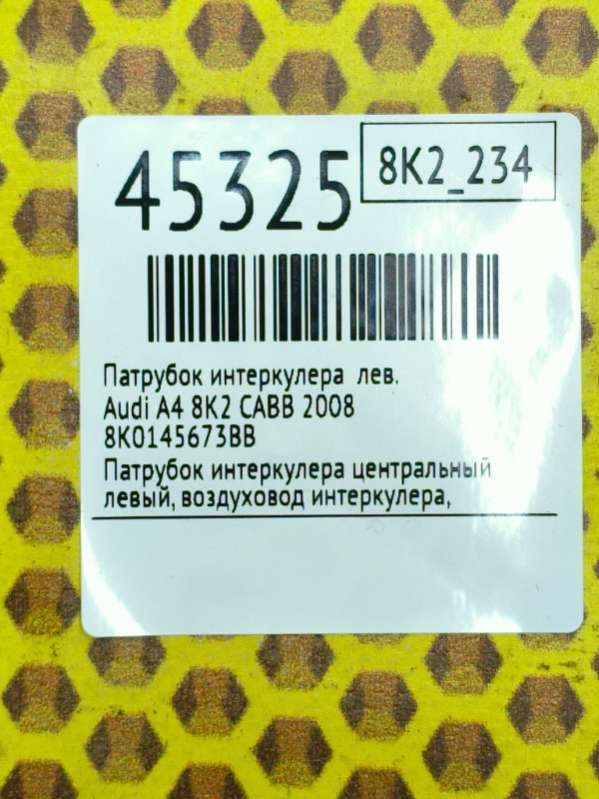 45325
8K2_234
Патрубок интеркулера лев.
Audi A4 8K2 CABB 2008
8K0145673BB
Патрубок интеркулера центральный
левый, воздуховод интеркулера,